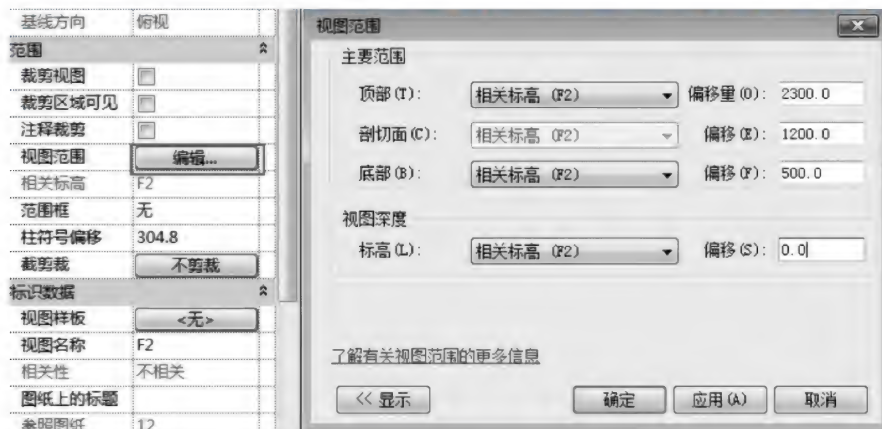 基线方向 俯视
范围
裁剪视图
裁剪区域可见
注释裁剪
视图范围 编辑...
相关标高 F2
范围框 无
柱符号偏移 304.8
截剪裁 不剪裁
标识数据
视图样板 <无>
视图名称 F2
相关性 不相关
图纸上的标题
参照图纸 12
视图范围
主要范围
顶部(T): 相关标高 (F2) 偏移量(O): 2300.0
剖切面(C): 相关标高 (F2) 偏移(E): 1200.0
底部(B): 相关标高 (F2) 偏移(F): 500.0
视图深度
标高(L): 相关标高 (F2) 偏移(S): 0.0
了解有关视图范围的更多信息
<< 显示 确定 应用(A) 取消